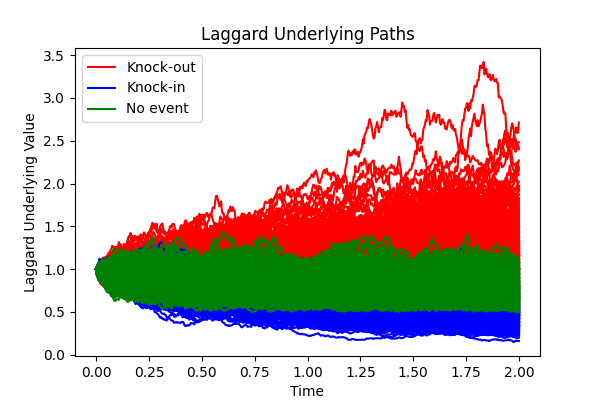 Laggard Underlying Paths
Knock-out
Knock-in
No event
Laggard Underlying Value
3.5
3.0
2.5
2.0
1.5
1.0
0.5
0.0
0.00 0.25 0.50 0.75 1.00 1.25 1.50 1.75 2.00
Time